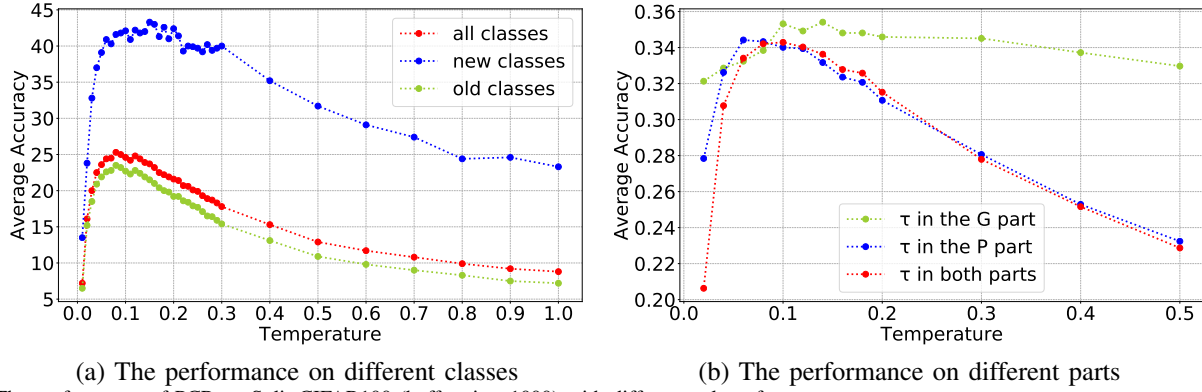 45
40
35
30
25
20
15
10
5
Average Accuracy
all classes
new classes
old classes
0.0 0.1 0.2 0.3 0.4 0.5 0.6 0.7 0.8 0.9 1.0
Temperature
(a) The performance on different classes
0.36
0.34
0.32
0.30
0.28
0.26
0.24
0.22
0.20
Average Accuracy
τ in the G part
τ in the P part
τ in both parts
0.0 0.1 0.2 0.3 0.4 0.5
Temperature
(b) The performance on different parts